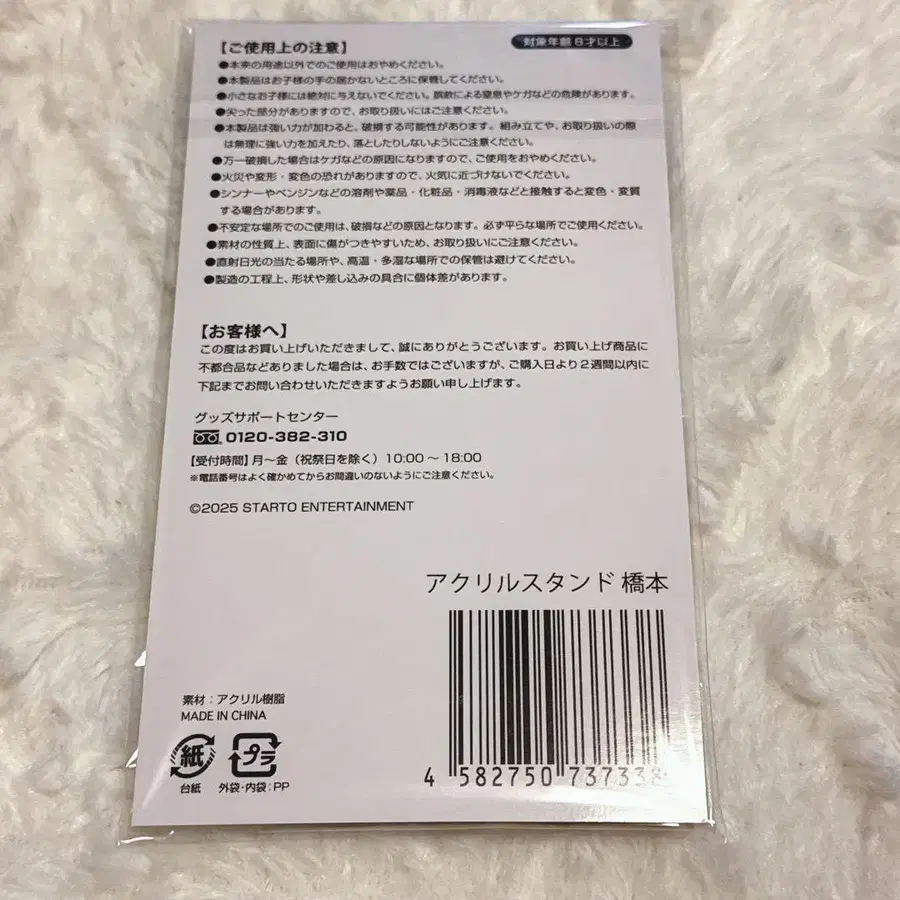 【ご使用上の注意】
対象年齢8才以上
●本来の用途以外でのご使用はおやめください。
●本製品はお子様の手の届かないところに保管してください。
●小さなお子様には絶対に与えないでください。誤飲による窒息やケガなどの危険があります。
●尖った部分がありますので、お取り扱いにはご注意ください。
●本製品は強い力が加わると、破損する可能性があります。組み立てや、お取り扱いの際
は無理に強い力を加えたり、落としたりしないようにご注意ください。
●万一破損した場合はケガなどの原因になりますので、ご使用をおやめください。
●火災や変形・変色の恐れがありますので、火気に近づけないでください。
●シンナーやベンジンなどの溶剤や薬品・化粧品・消毒液などと接触すると変色・変質
する場合があります。
●不安定な場所でのご使用は、破損などの原因となります。必ず平らな場所でご使用ください。
●素材の性質上、表面に傷がつきやすいため、お取り扱いにご注意ください。
●直射日光の当たる場所や、高温・多湿な場所での保管は避けてください。
●製造の工程上、形状や差し込みの具合に個体差があります。
【お客様へ】
この度はお買い上げいただきまして、誠にありがとうございます。お買い上げ商品に
不都合品などありました場合は、お手数ではございますが、ご購入日より2週間以内に
下記までお問い合わせいただきますようお願い申し上げます。
グッズサポートセンター
0120-382-310
【受付時間】月〜金（祝祭日を除く）10:00〜18:00
※電話番号はよく確かめてからお間違いのないようにご注意ください。
©2025 STARTO ENTERTAINMENT
アクリルスタンド 橋本
素材：アクリル樹脂
MADE IN CHINA
紙
プラ
台紙
外袋・内袋：PP
4 582750 737338